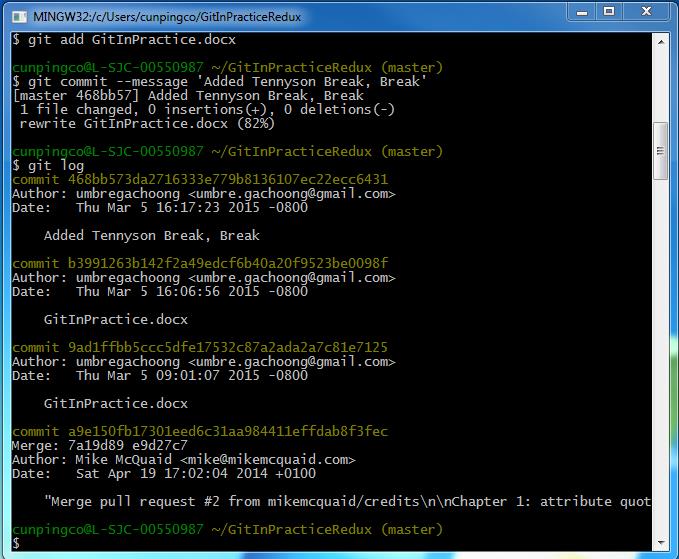 MINGW32:/c/Users/cunpingco/GitInPracticeRedux
$ git add GitInPractice.docx
cunpingco@L-SJC-00550987 ~/GitInPracticeRedux (master)
$ git commit --message 'Added Tennyson Break, Break'
[master 468bb57] Added Tennyson Break, Break
1 file changed, 0 insertions(+), 0 deletions(-)
rewrite GitInPractice.docx (82%)
cunpingco@L-SJC-00550987 ~/GitInPracticeRedux (master)
$ git log
commit 468bb573da2716333e779b8136107ec22ecc6431
Author: umbregachoong <umbre.gachoong@gmail.com>
Date:   Thu Mar 5 16:17:23 2015 -0800
Added Tennyson Break, Break
commit b3991263b142f2a49edcf6b40a20f9523be0098f
Author: umbregachoong <umbre.gachoong@gmail.com>
Date:   Thu Mar 5 16:06:56 2015 -0800
GitInPractice.docx
commit 9ad1ffbb5ccc5dfe17532c87a2ada2a7c81e7125
Author: umbregachoong <umbre.gachoong@gmail.com>
Date:   Thu Mar 5 09:01:07 2015 -0800
GitInPractice.docx
commit a9e150fb17301eed6c31aa984411effdab8f3fec
Merge: 7a19d89 e9d27c7
Author: Mike McQuaid <mike@mikemcquaid.com>
Date:   Sat Apr 19 17:02:04 2014 +0100
"Merge pull request #2 from mikemcquaid/credits\n\nChapter 1: attribute quot
cunpingco@L-SJC-00550987 ~/GitInPracticeRedux (master)
$